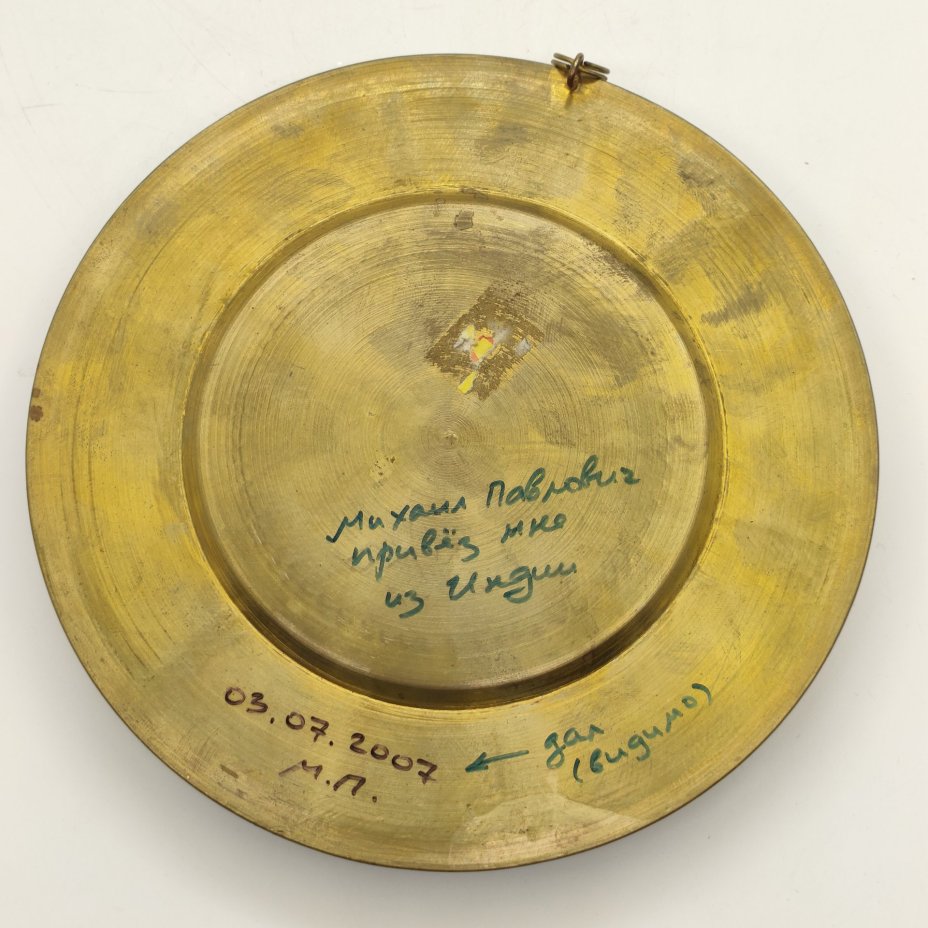 Михаил Павлович
привёз мне
из Индии
03.07.2007
М.П.
← дал
(видимо)